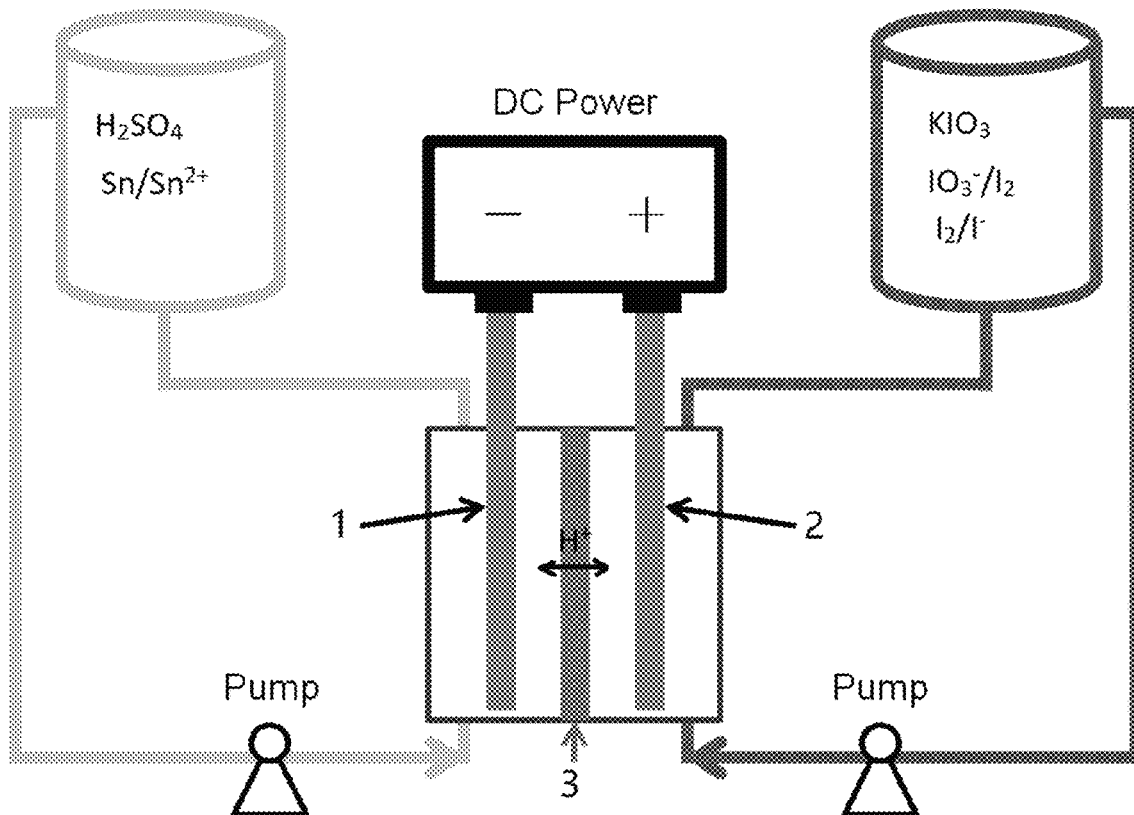 H₂SO₄
Sn/Sn²⁺
DC Power
− +
KIO₃
IO₃⁻/I₂
I₂/I⁻
1
H⁺
2
Pump
3
Pump